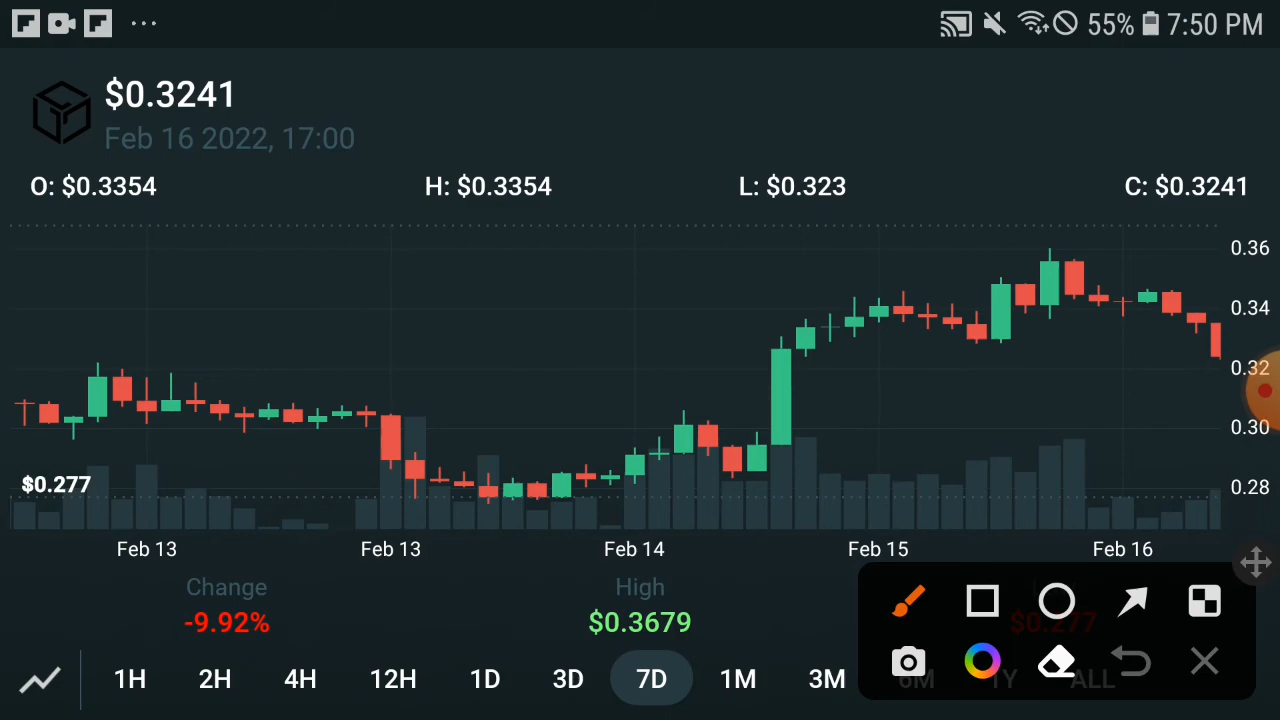 55% 7:50 PM
$0.3241
Feb 16 2022, 17:00
O: $0.3354 H: $0.3354 L: $0.323 C: $0.3241
0.36
0.34
0.32
0.30
$0.277
0.28
Feb 13 Feb 13 Feb 14 Feb 15 Feb 16
Change High
-9.92% $0.3679 $0.277
1H 2H 4H 12H 1D 3D 7D 1M 3M 6M 1Y ALL